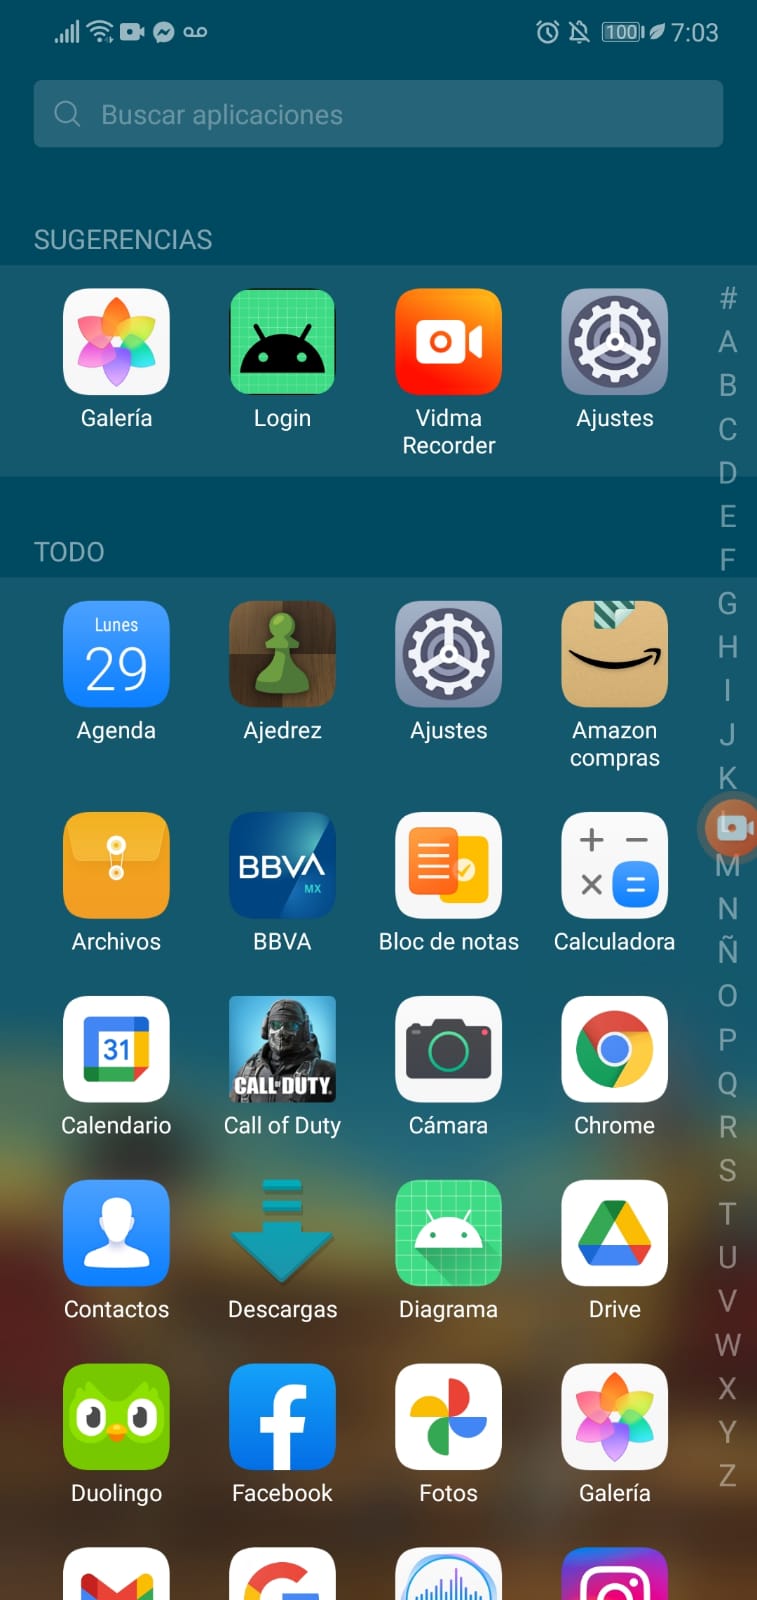 100 7:03
Buscar aplicaciones
SUGERENCIAS
Galería Login Vidma Recorder Ajustes
TODO
Lunes
29
Agenda Ajedrez Ajustes Amazon compras
BBVA
MX
Archivos BBVA Bloc de notas Calculadora
31
CALL OF DUTY
Calendario Call of Duty Cámara Chrome
Contactos Descargas Diagrama Drive
Duolingo Facebook Fotos Galería
#
A
B
C
D
E
F
G
H
I
J
K
L
M
N
Ñ
O
P
Q
R
S
T
U
V
W
X
Y
Z